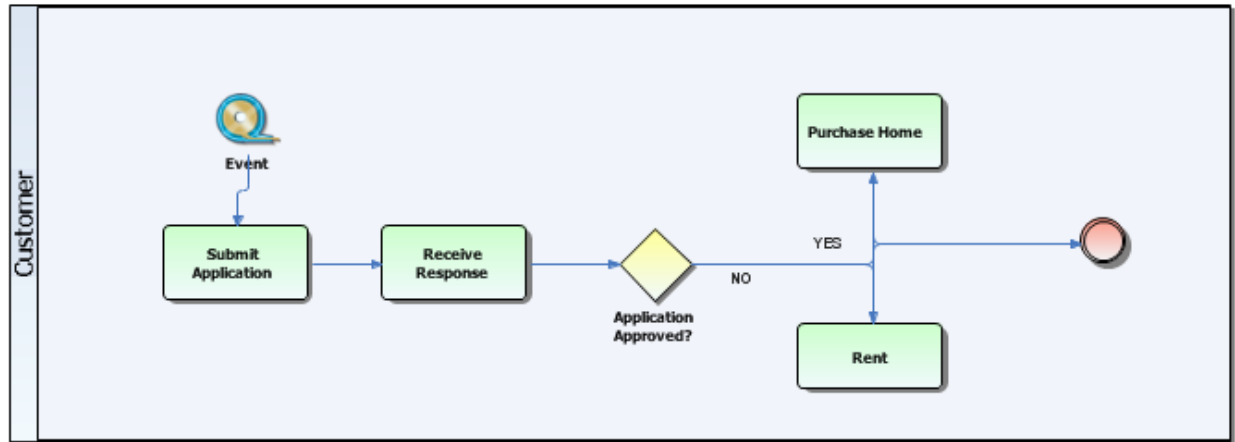 Customer
Event
Submit
Application
Receive
Response
Application
Approved?
YES
NO
Purchase Home
Rent